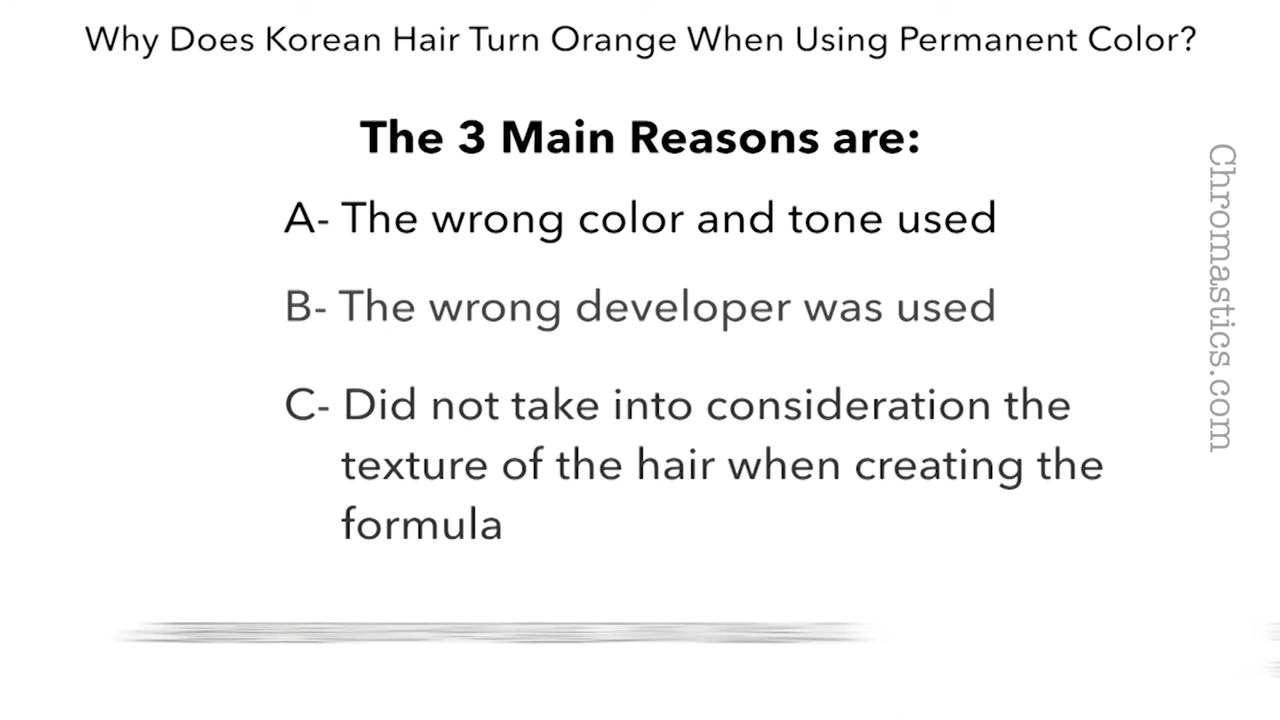 Why Does Korean Hair Turn Orange When Using Permanent Color?
The 3 Main Reasons are:
A- The wrong color and tone used
B- The wrong developer was used
C- Did not take into consideration the
texture of the hair when creating the
formula
Chromastics.com